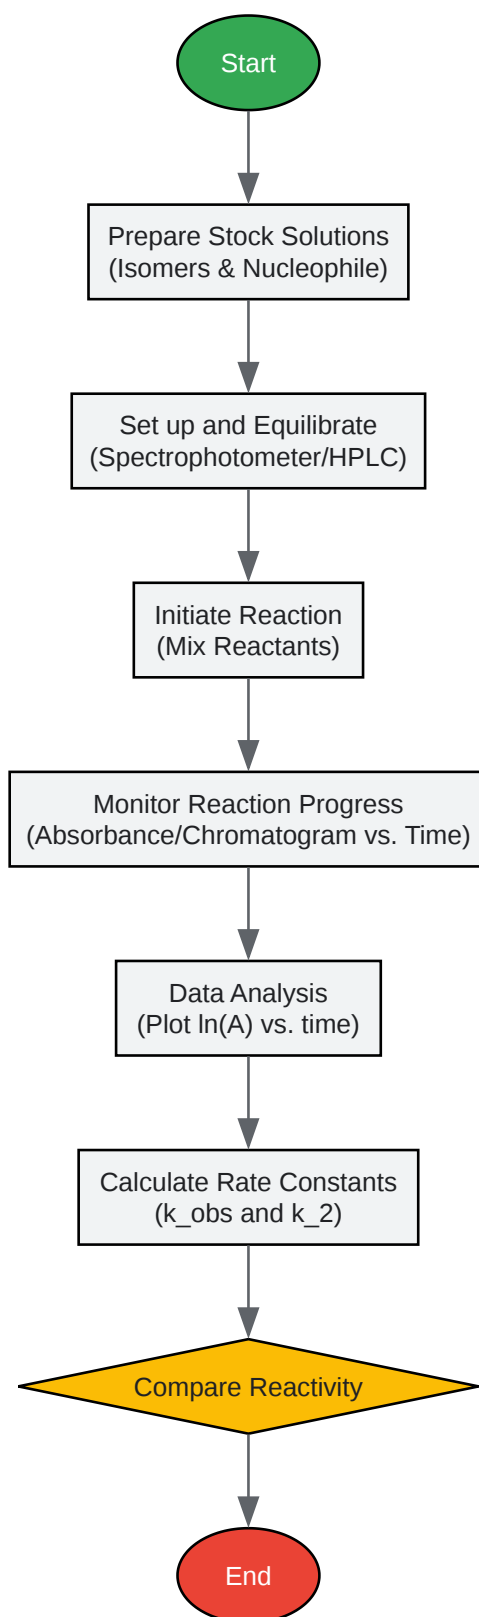 Start
Prepare Stock Solutions
(Isomers & Nucleophile)
Set up and Equilibrate
(Spectrophotometer/HPLC)
Initiate Reaction
(Mix Reactants)
Monitor Reaction Progress
(Absorbance/Chromatogram vs. Time)
Data Analysis
(Plot ln(A) vs. time)
Calculate Rate Constants
(k_obs and k_2)
Compare Reactivity
End